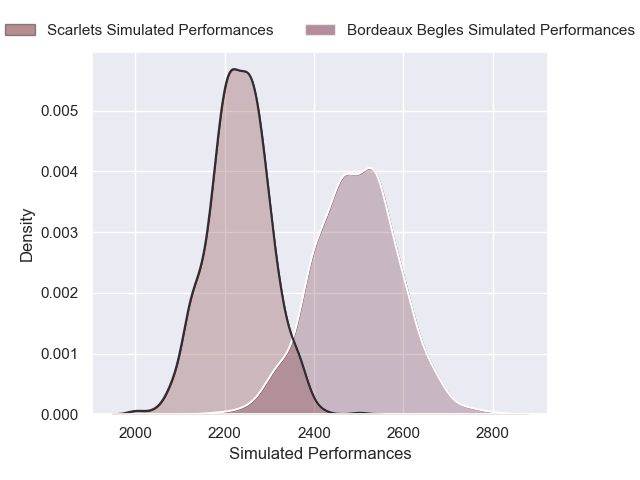 Scarlets Simulated Performances
Bordeaux Begles Simulated Performances
0.005
0.004
0.003
0.002
0.001
0.000
Density
2000
2200
2400
2600
2800
Simulated Performances